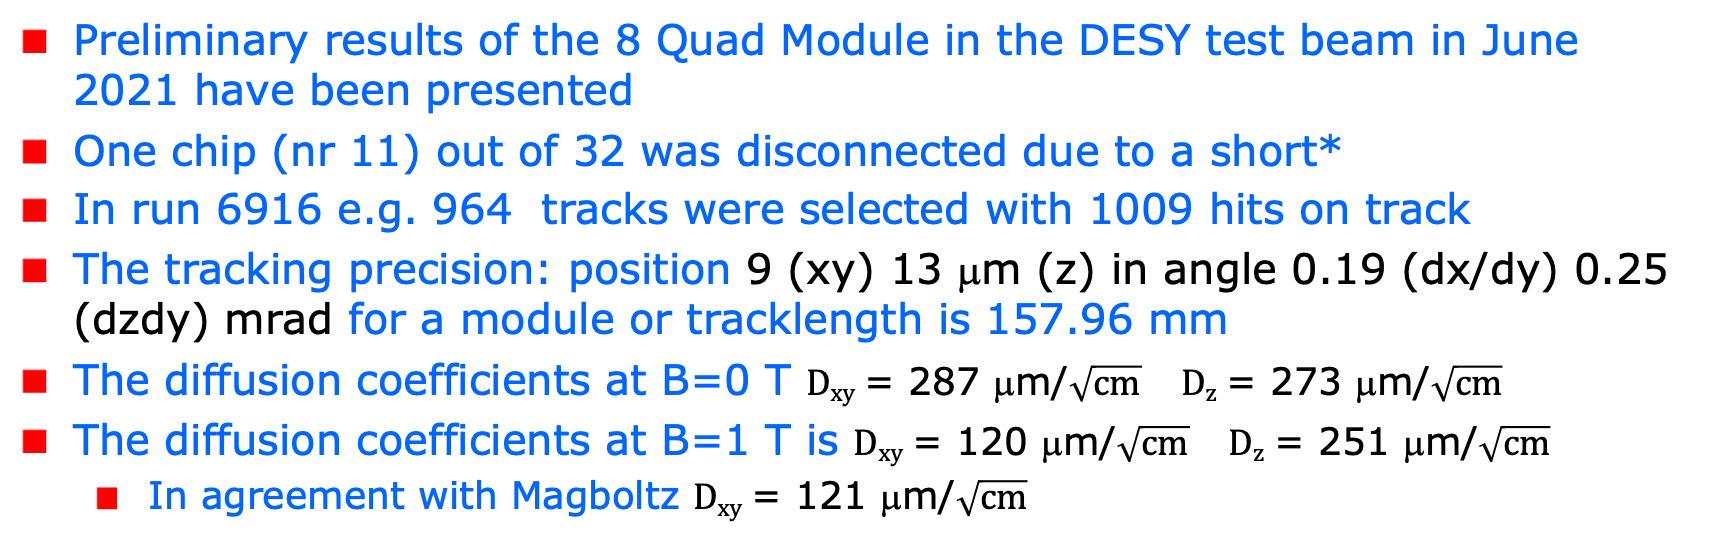 Preliminary results of the 8 Quad Module in the DESY test beam in June
2021 have been presented
One chip (nr 11) out of 32 was disconnected due to a short*
In run 6916 e.g. 964 tracks were selected with 1009 hits on track
The tracking precision: position 9 (xy) 13 μm (z) in angle 0.19 (dx/dy) 0.25
(dzdy) mrad for a module or tracklength is 157.96 mm
The diffusion coefficients at B=0 T Dxy = 287 μm/√cm Dz = 273 μm/√cm
The diffusion coefficients at B=1 T is Dxy = 120 μm/√cm Dz = 251 μm/√cm
In agreement with Magboltz Dxy = 121 μm/√cm